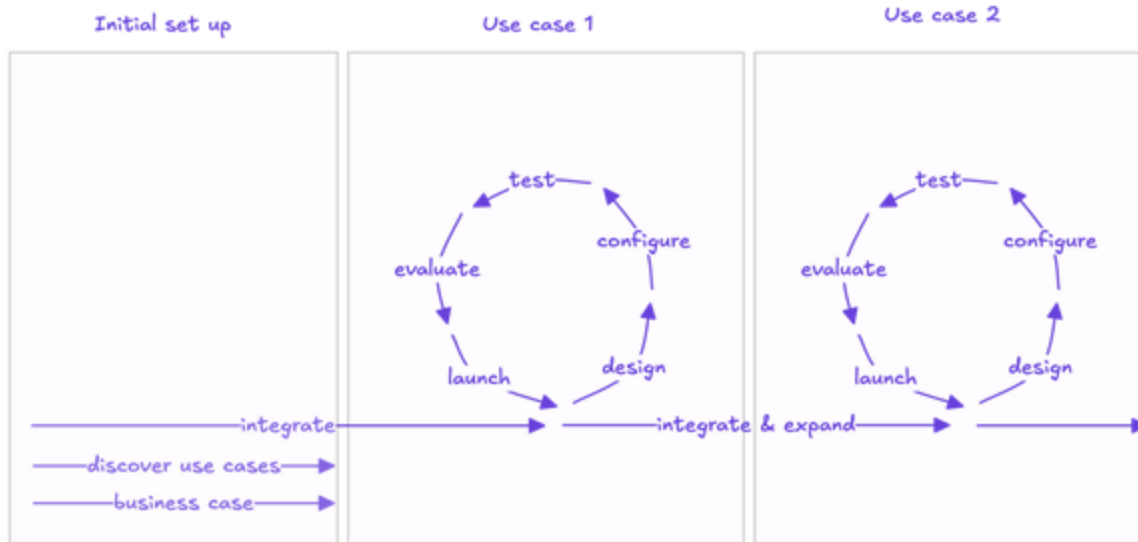 Initial set up
Use case 1
Use case 2
test
configure
evaluate
design
launch
test
configure
evaluate
design
launch
integrate
integrate & expand
discover use cases
business case